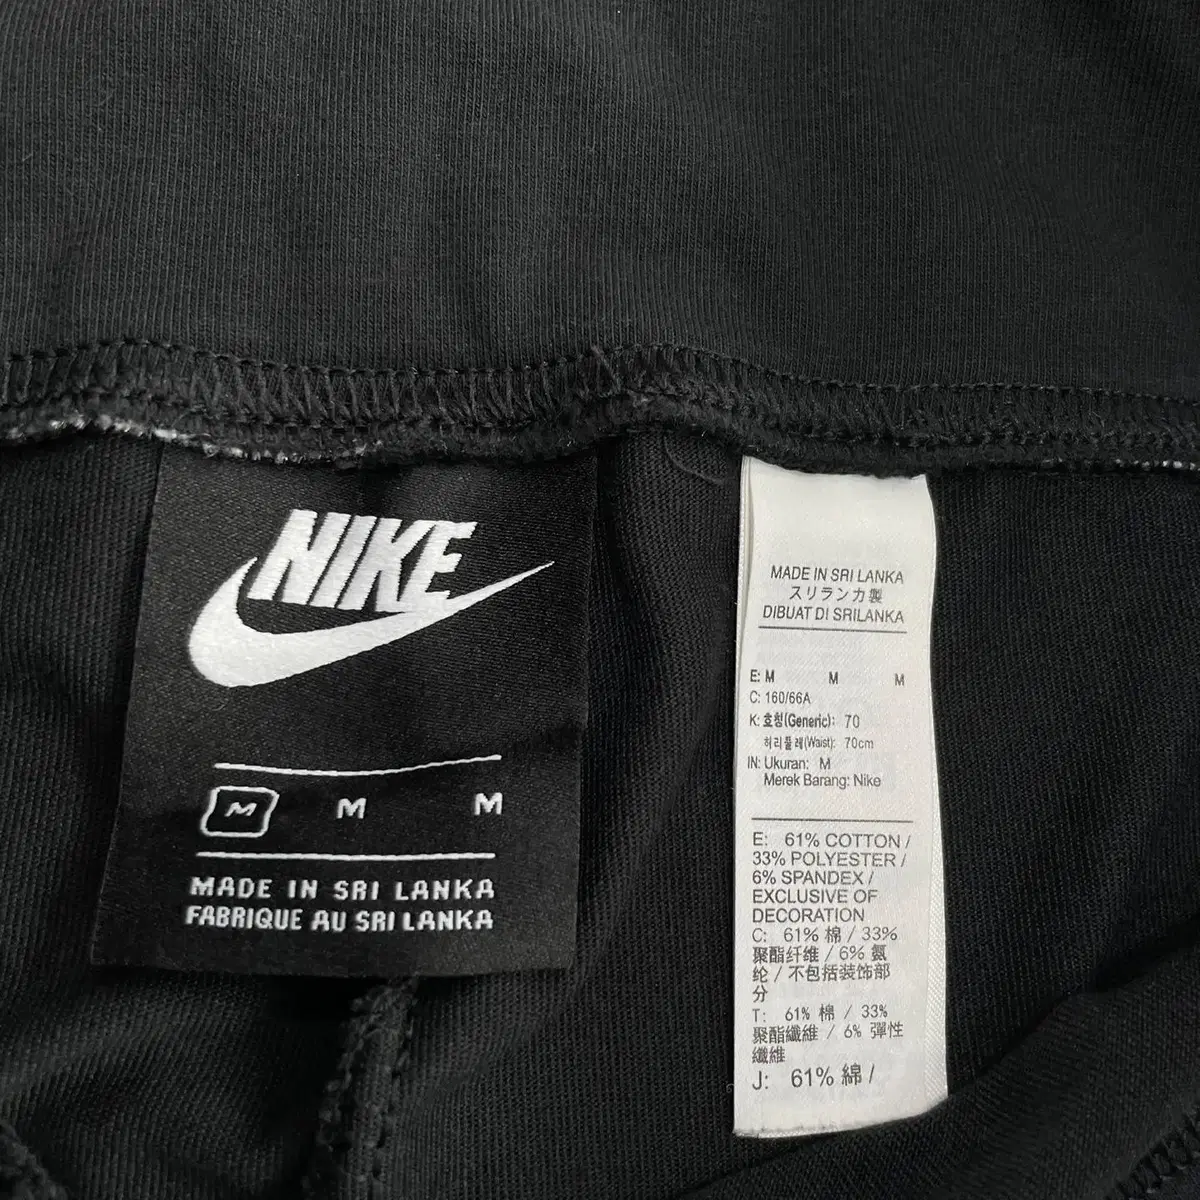 NIKE
M M M
MADE IN SRI LANKA
FABRIQUE AU SRI LANKA
MADE IN SRI LANKA
スリランカ製
DIBUAT DI SRILANKA
E: M M M
C: 160/66A
K: 호칭(Generic): 70
허리둘레(Waist): 70cm
IN: Ukuran: M
Merek Barang: Nike
E: 61% COTTON /
33% POLYESTER /
6% SPANDEX /
EXCLUSIVE OF
DECORATION
C: 61% 棉 / 33%
聚酯纤维 / 6% 氨
纶 / 不包括装饰部
分
T: 61% 棉 / 33%
聚酯纖維 / 6% 彈性
纖維
J: 61% 綿 /